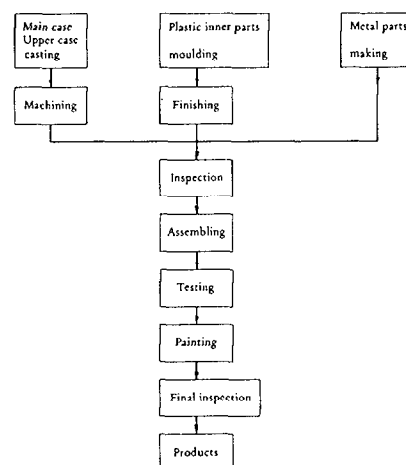 Main case
Upper case
casting
Plastic inner parts
moulding
Metal parts
making
Machining
Finishing
Inspection
Assembling
Testing
Painting
Final inspection
Products